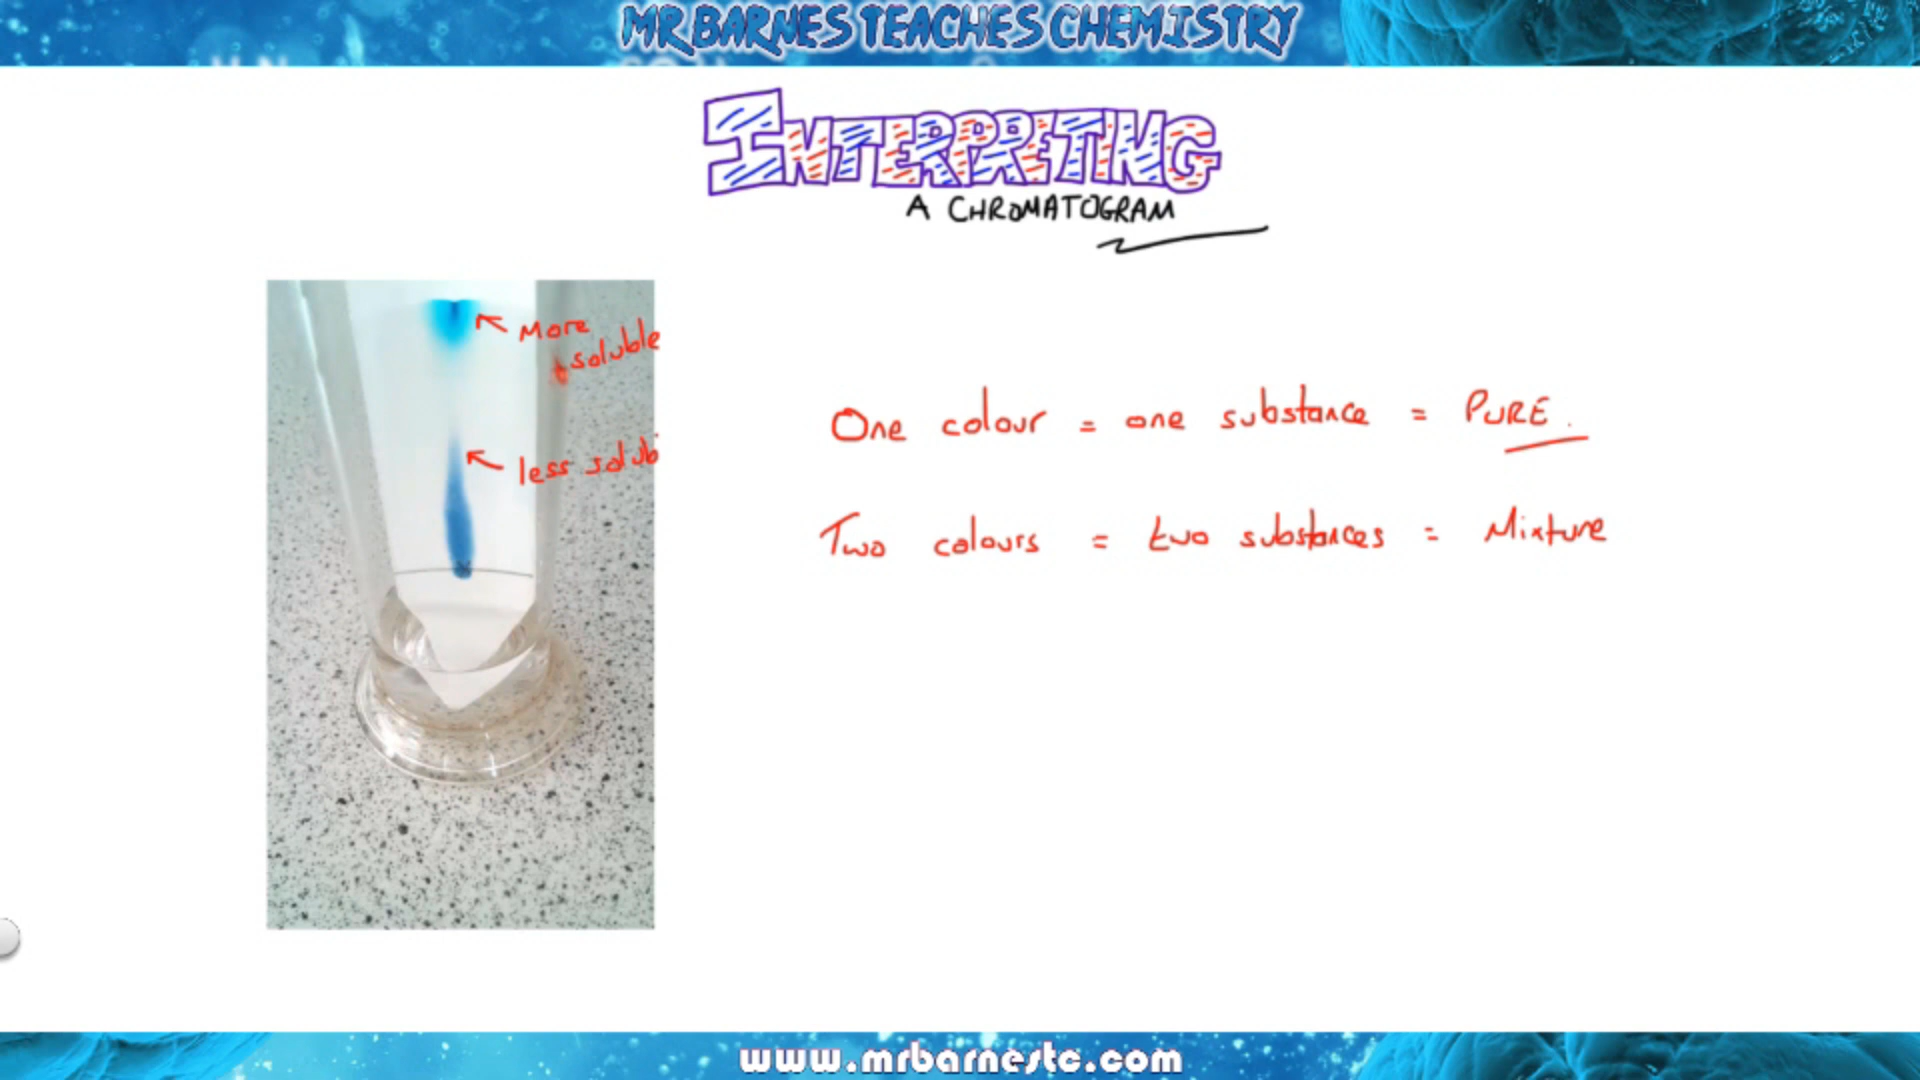 MR BARNES TEACHES CHEMISTRY
INTERPRETING
A CHROMATOGRAM
More
soluble
less solub
One colour = one substance = PURE.
Two colours = two substances = Mixture
www.mrbarnestc.com